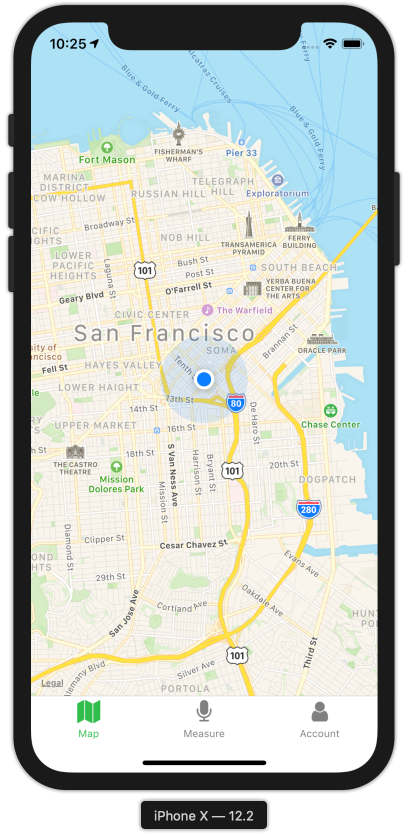 10:25
Blue & Gold Ferry
Alcatraz Cruises
Ferry
Blue & Gold Ferry
Fort Mason
FISHERMAN'S
WHARF
Pier 33
MARINA
DISTRICT
COW HOLLOW
RUSSIAN HILL
TELEGRAPH
HILL
Exploratorium
Broadway St
NOB HILL
TRANSAMERICA
PYRAMID
FERRY
BUILDING
CIFIC
IGHTS
LOWER
PACIFIC
HEIGHTS
Laguna St
101
Bush St
Post St
SOUTH BEACH
Geary Blvd
O'Farrell St
YERBA BUENA
CENTER FOR
THE ARTS
CIVIC CENTER
The Warfield
San Francisco
sity of
ncisco
SOMA
Brannan St
ORACLE PARK
Fell St
HAYES VALLEY
Tenth
LOWER HAIGHT
13th St
80
14th St
De Haro St
Chase Center
UPPER MARKET
16th St
THE CASTRO
THEATRE
18th St
S Van Ness Ave
Harrison St
Bryant St
101
20th St
Mission
Dolores Park
Mission St
DOGPATCH
280
Diamond St
Clipper St
Cesar Chavez St
Evans Ave
29th St
San Jose Ave
Cortland Ave
Oakdale Ave
Third St
101
lemany Blvd
Silver Ave
Legal
PORTOLA
Map
Measure
Account
iPhone X — 12.2